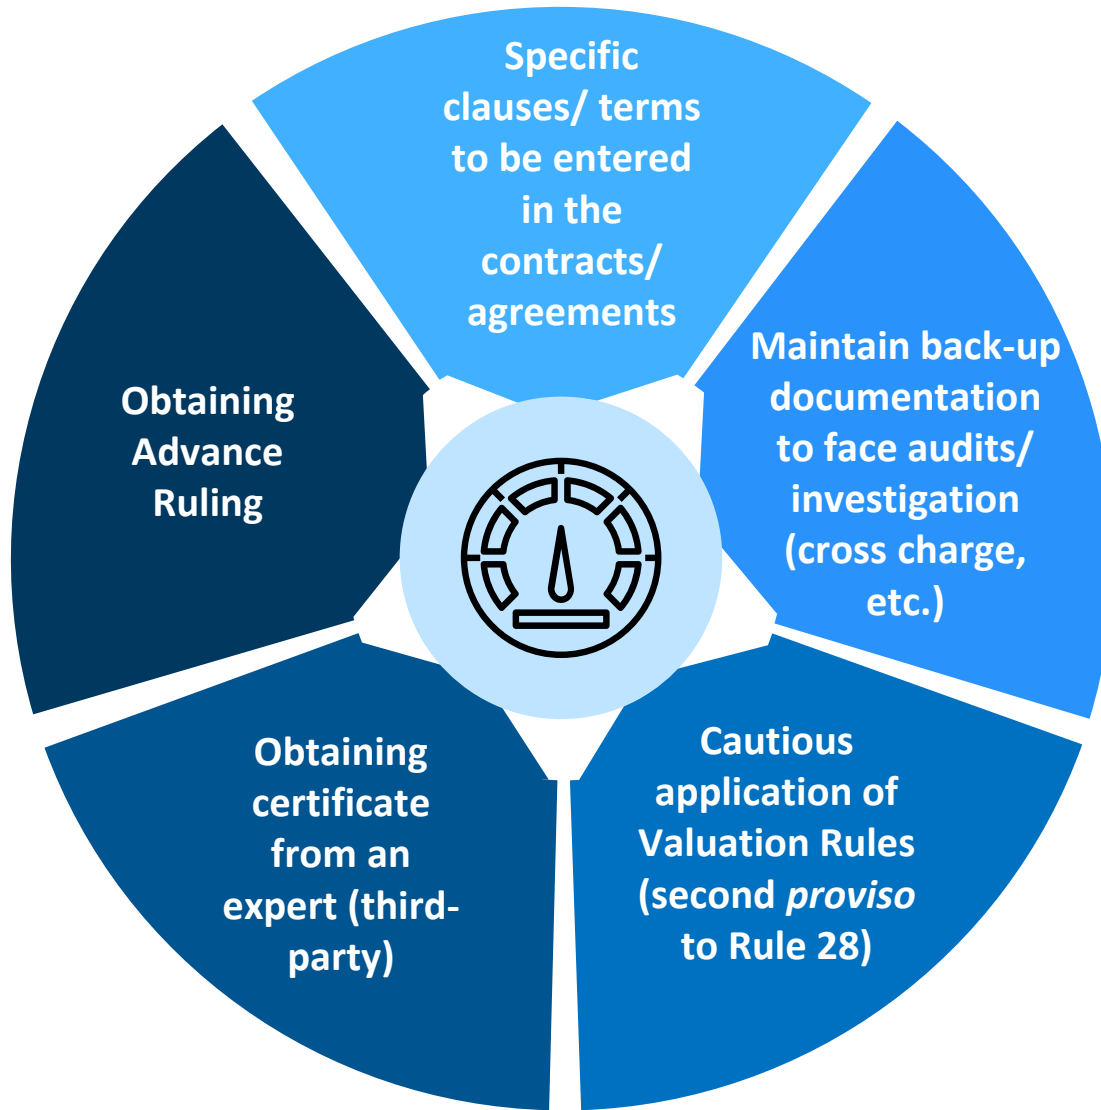 Specific
clauses/ terms
to be entered
in the
contracts/
agreements
Maintain back-up
documentation
to face audits/
investigation
(cross charge,
etc.)
Cautious
application of
Valuation Rules
(second proviso
to Rule 28)
Obtaining
certificate
from an
expert (third-
party)
Obtaining
Advance
Ruling